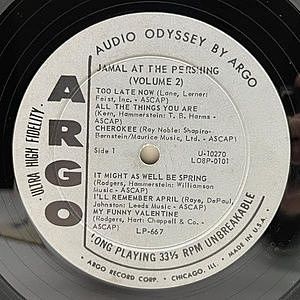 AUDIO ODYSSEY BY ARGO
JAMAL AT THE PERSHING
(VOLUME 2)
TOO LATE NOW (Lane, Lerner:
Feist, Inc. - ASCAP)
ALL THE THINGS YOU ARE
(Kern, Hammerstein: T. B. Harms -
ASCAP)
CHEROKEE (Ray Noble: Shapiro-
Bernstein/Maurice Music, Ltd. - ASCAP)
Side 1
U-10270
LO8P-0101
IT MIGHT AS WELL BE SPRING
(Rodgers, Hammerstein: Williamson
Music - ASCAP)
I'LL REMEMBER APRIL (Raye, DePaul,
Johnston: Leeds Music - ASCAP)
MY FUNNY VALENTINE
(Rodgers, Hart: Chappell & Co. -
ASCAP)
LP-667
ARGO
ULTRA HIGH FIDELITY.
LONG PLAYING 33⅓ RPM UNBREAKABLE
ARGO RECORD CORP. - CHICAGO, ILL. - MADE IN U.S.A.